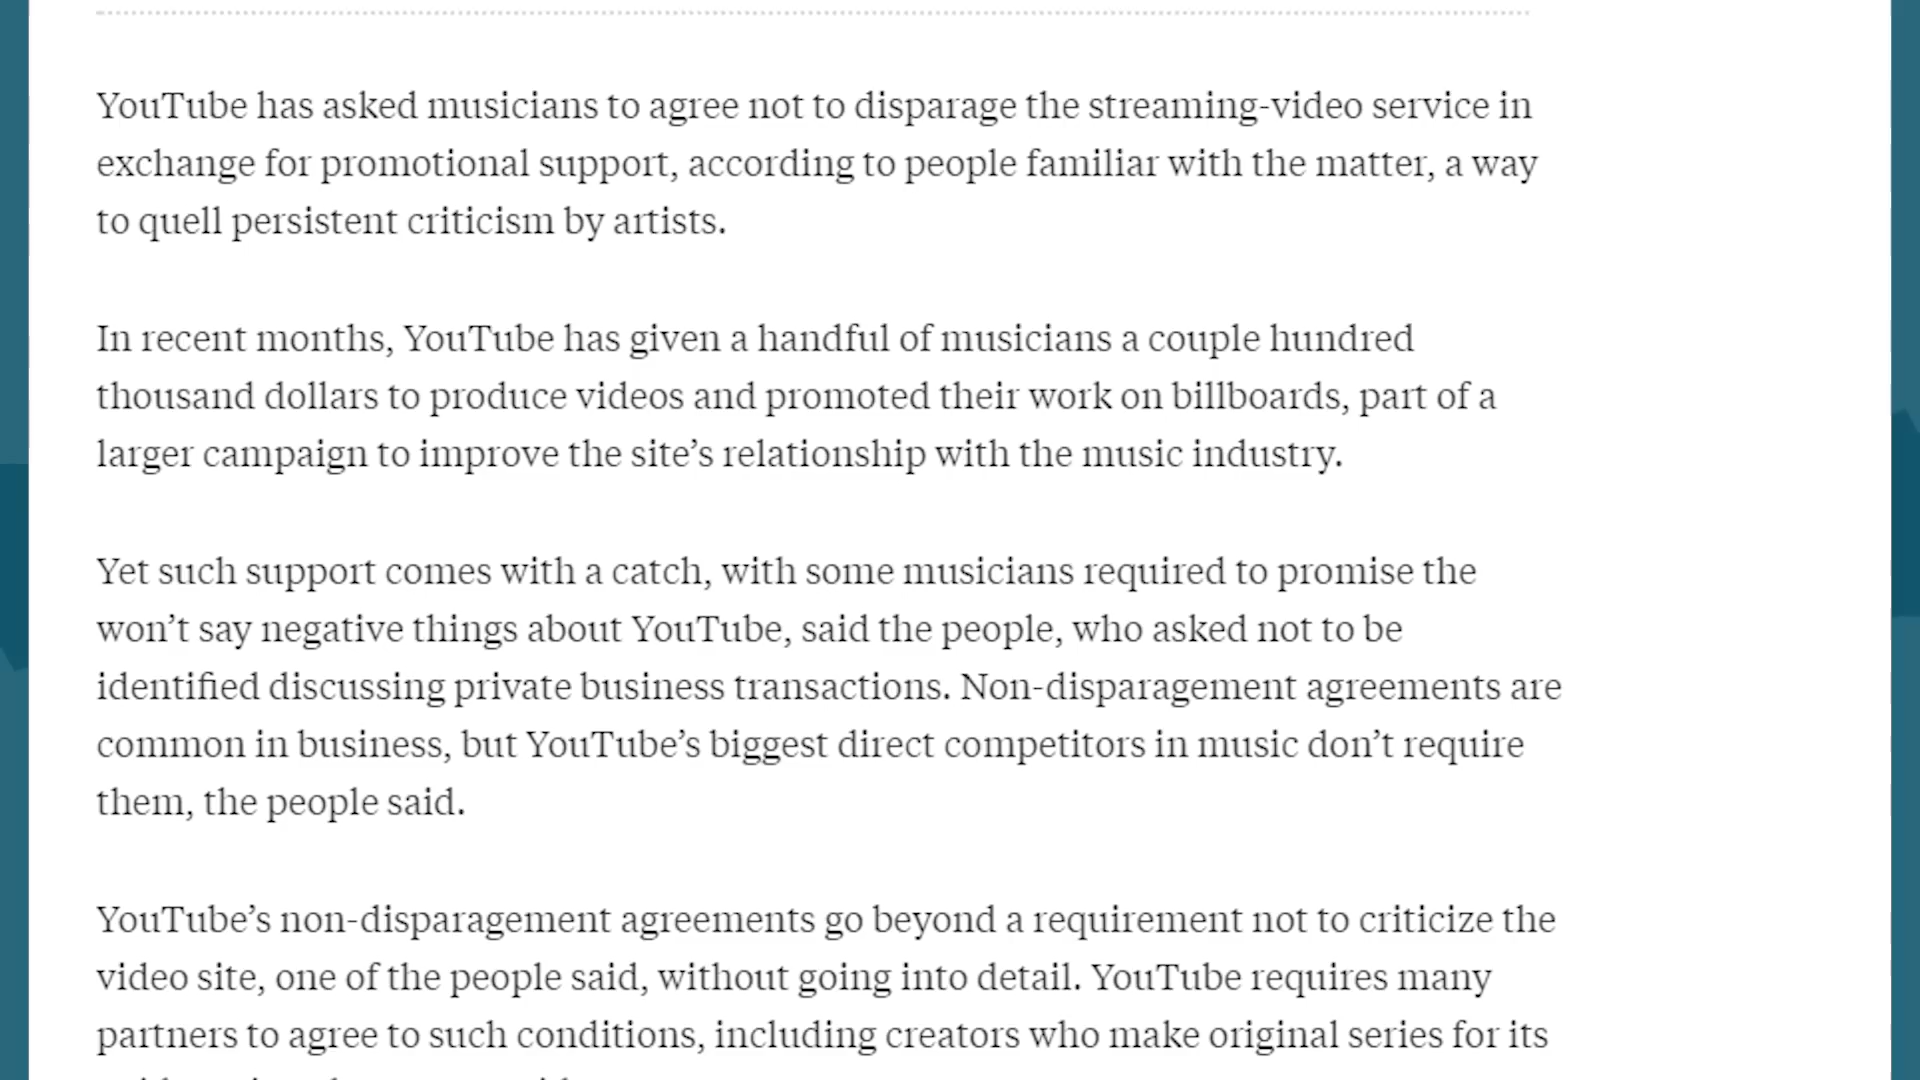 YouTube has asked musicians to agree not to disparage the streaming-video service in
exchange for promotional support, according to people familiar with the matter, a way
to quell persistent criticism by artists.
In recent months, YouTube has given a handful of musicians a couple hundred
thousand dollars to produce videos and promoted their work on billboards, part of a
larger campaign to improve the site’s relationship with the music industry.
Yet such support comes with a catch, with some musicians required to promise the
won’t say negative things about YouTube, said the people, who asked not to be
identified discussing private business transactions. Non-disparagement agreements are
common in business, but YouTube’s biggest direct competitors in music don’t require
them, the people said.
YouTube’s non-disparagement agreements go beyond a requirement not to criticize the
video site, one of the people said, without going into detail. YouTube requires many
partners to agree to such conditions, including creators who make original series for its